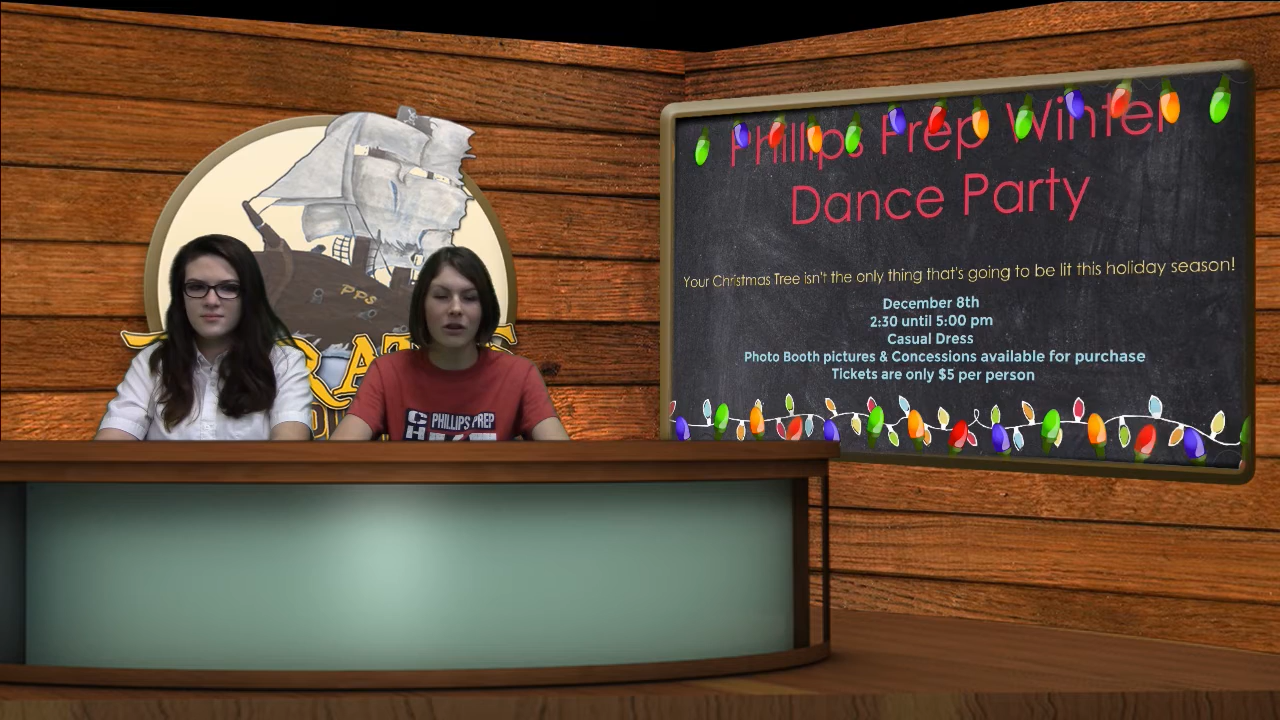 Phillips Prep Winter
Dance Party
Your Christmas Tree isn't the only thing that's going to be lit this holiday season!
December 8th
2:30 until 5:00 pm
Casual Dress
Photo Booth pictures & Concessions available for purchase
Tickets are only $5 per person
PPS
PHILLIPS PREP